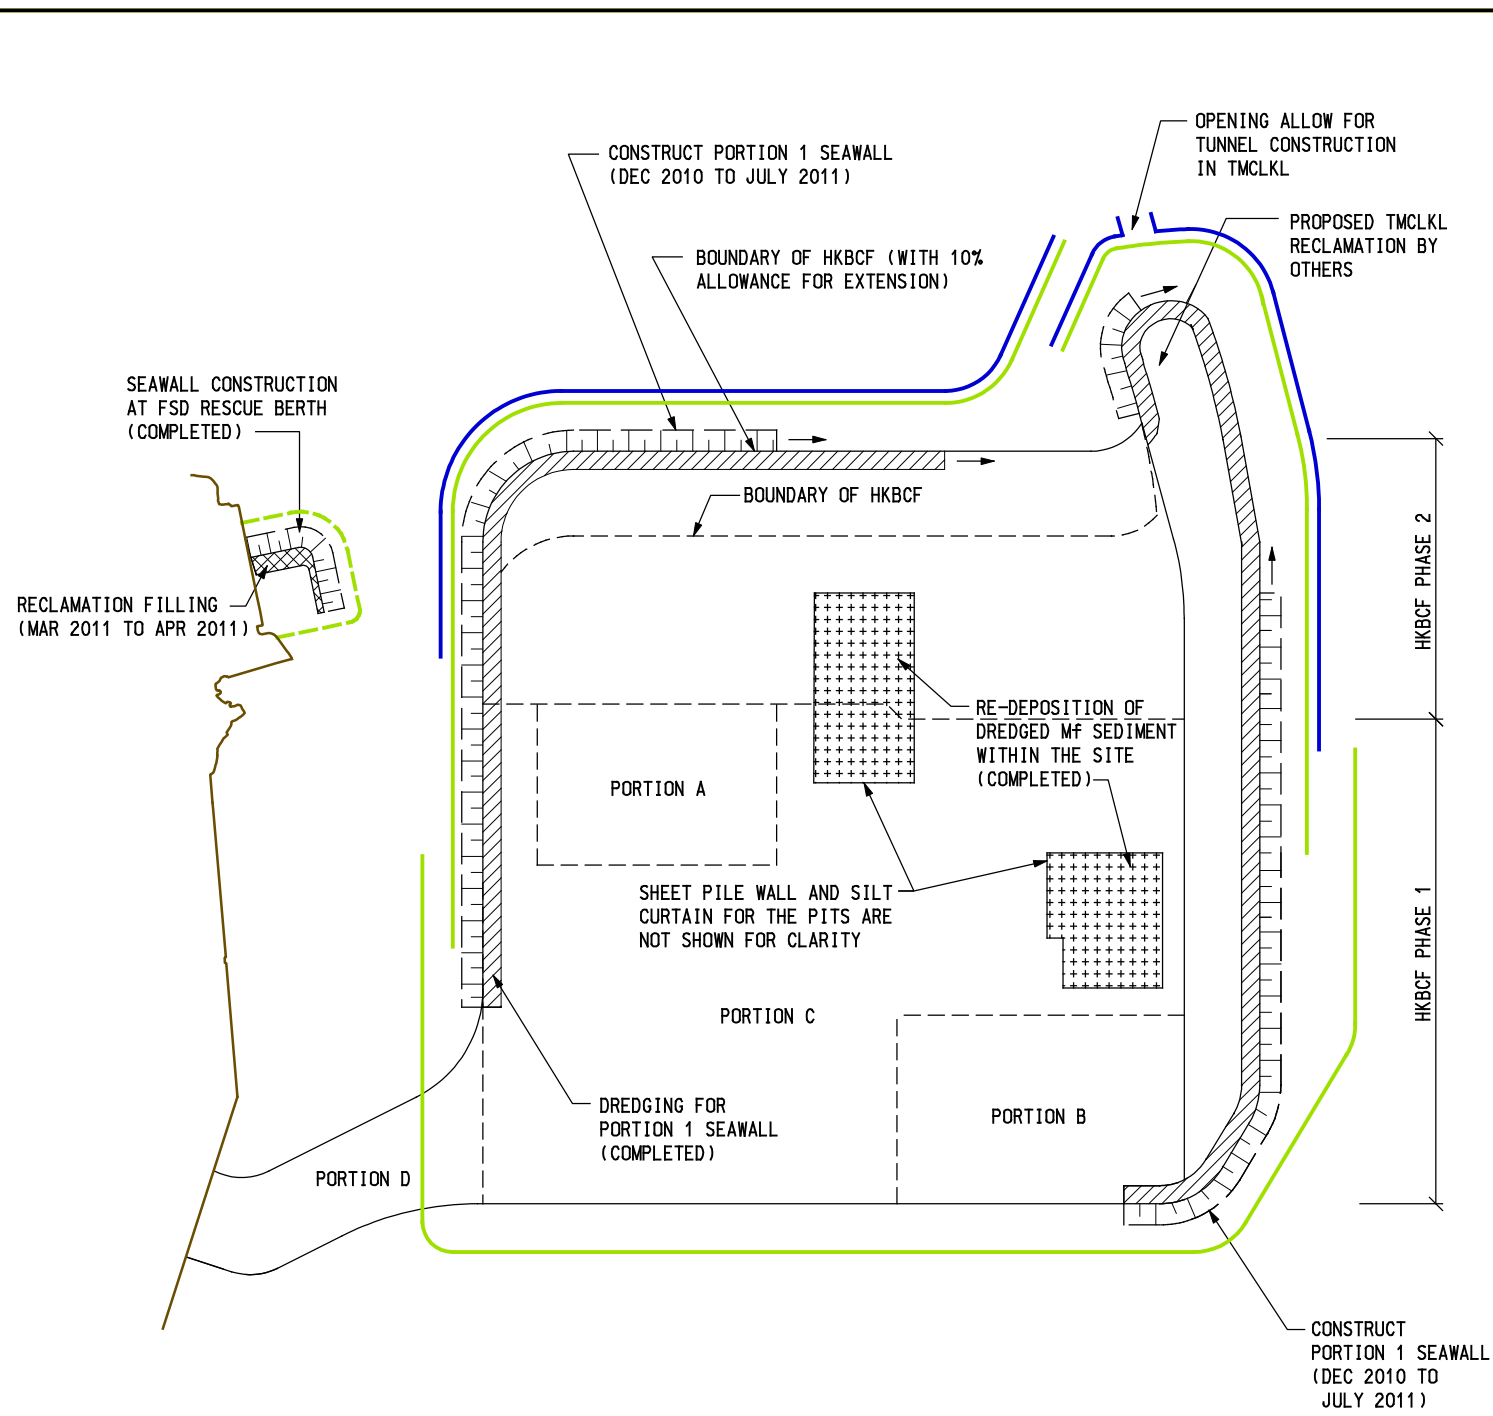 OPENING ALLOW FOR
TUNNEL CONSTRUCTION
IN TMCLKL
CONSTRUCT PORTION 1 SEAWALL
(DEC 2010 TO JULY 2011)
PROPOSED TMCLKL
RECLAMATION BY
OTHERS
BOUNDARY OF HKBCF (WITH 10%
ALLOWANCE FOR EXTENSION)
SEAWALL CONSTRUCTION
AT FSD RESCUE BERTH
(COMPLETED)
BOUNDARY OF HKBCF
HKBCF PHASE 2
RECLAMATION FILLING
(MAR 2011 TO APR 2011)
RE-DEPOSITION OF
DREDGED Mf SEDIMENT
WITHIN THE SITE
(COMPLETED)
PORTION A
SHEET PILE WALL AND SILT
CURTAIN FOR THE PITS ARE
NOT SHOWN FOR CLARITY
HKBCF PHASE 1
PORTION C
DREDGING FOR
PORTION 1 SEAWALL
(COMPLETED)
PORTION B
PORTION D
CONSTRUCT
PORTION 1 SEAWALL
(DEC 2010 TO
JULY 2011)